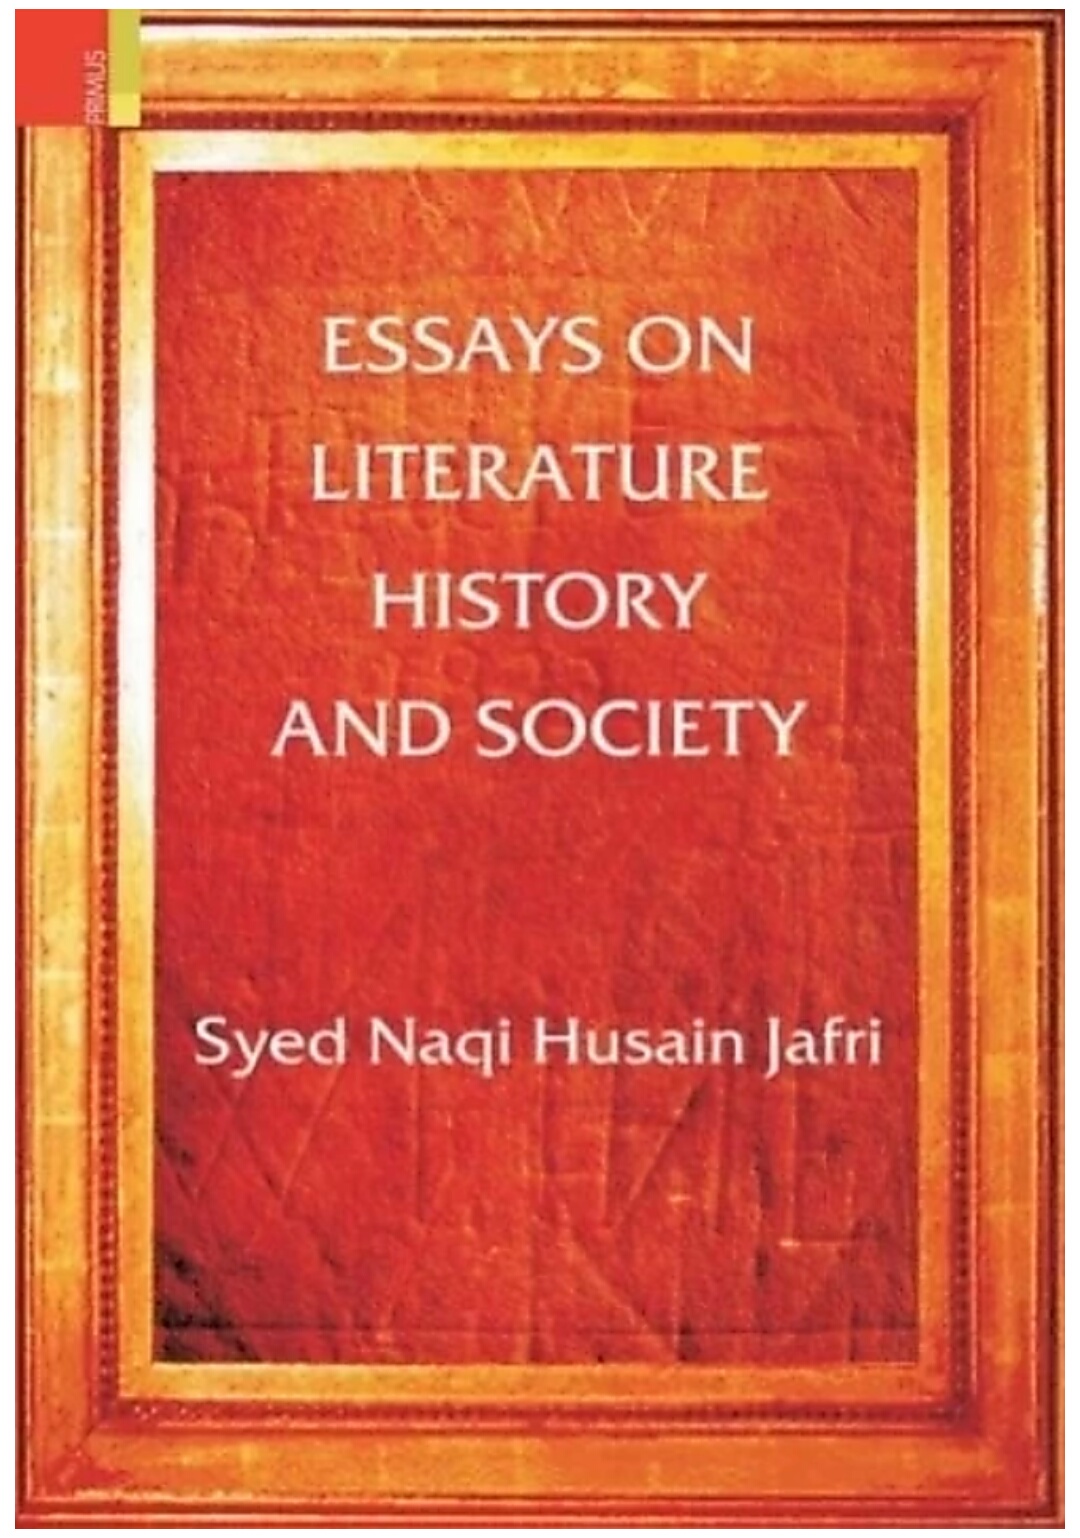 PRIMUS
ESSAYS ON
LITERATURE
HISTORY
AND SOCIETY
Syed Naqi Husain Jafri